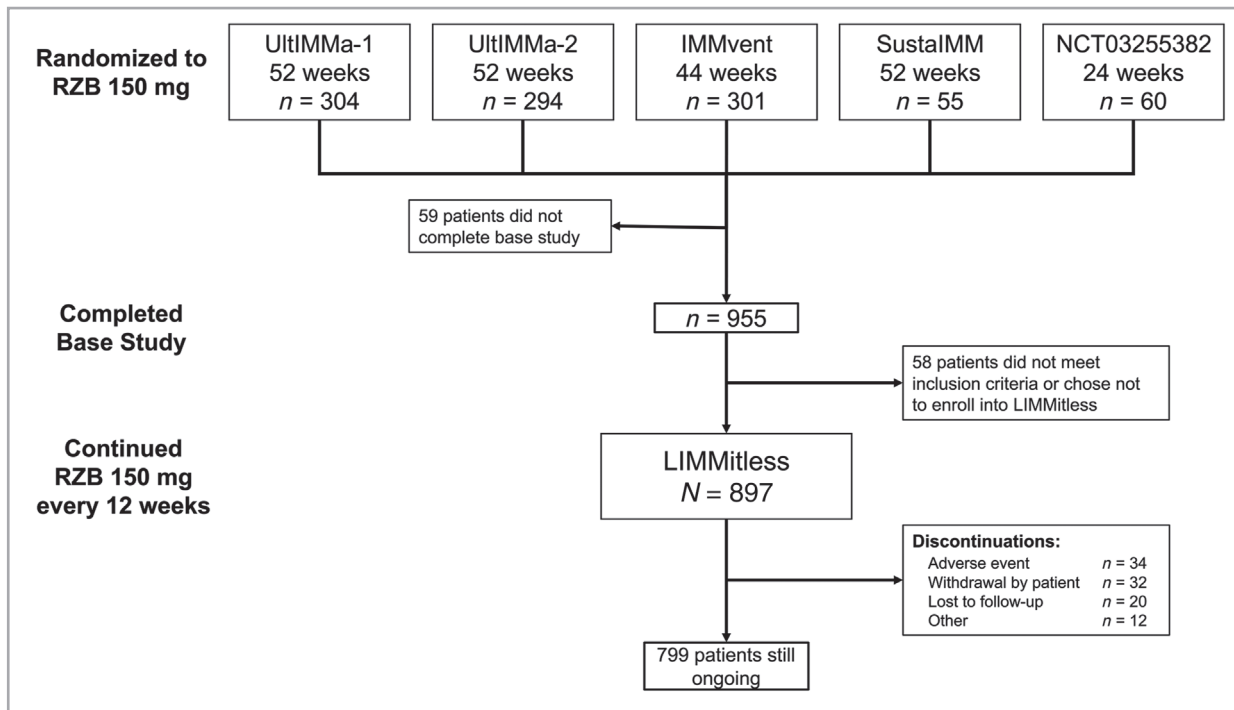 Randomized to
RZB 150 mg
UltIMMa-1
52 weeks
n = 304
UltIMMa-2
52 weeks
n = 294
IMMvent
44 weeks
n = 301
SustaIMM
52 weeks
n = 55
NCT03255382
24 weeks
n = 60
59 patients did not
complete base study
Completed
Base Study
n = 955
58 patients did not meet
inclusion criteria or chose not
to enroll into LIMMitless
Continued
RZB 150 mg
every 12 weeks
LIMMitless
N = 897
Discontinuations:
Adverse event n = 34
Withdrawal by patient n = 32
Lost to follow-up n = 20
Other n = 12
799 patients still
ongoing